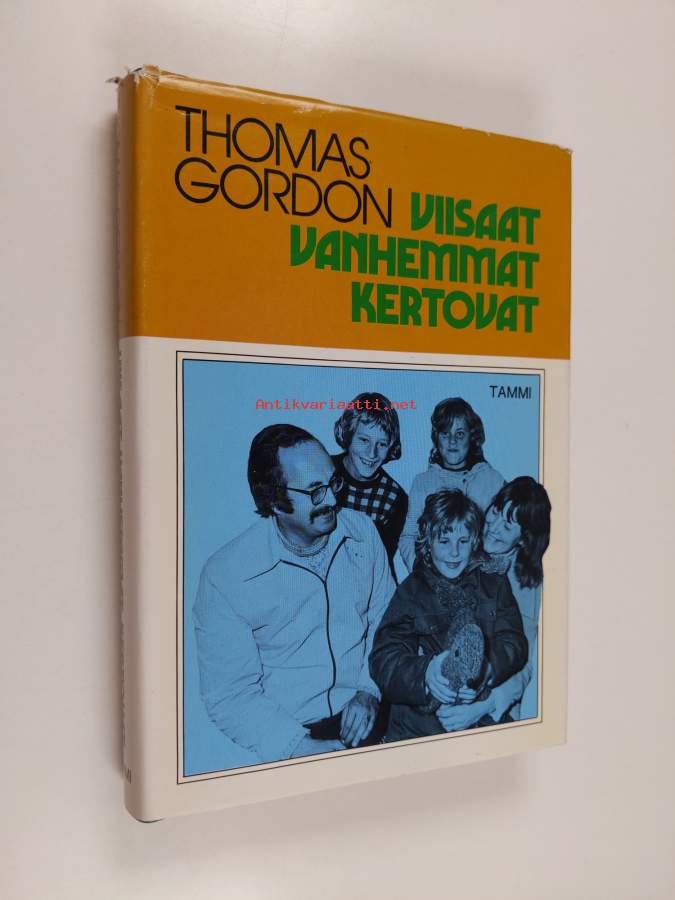 THOMAS
GORDON VIISAAT
VANHEMMAT
KERTOVAT
TAMMI
Antikvariaatti.net